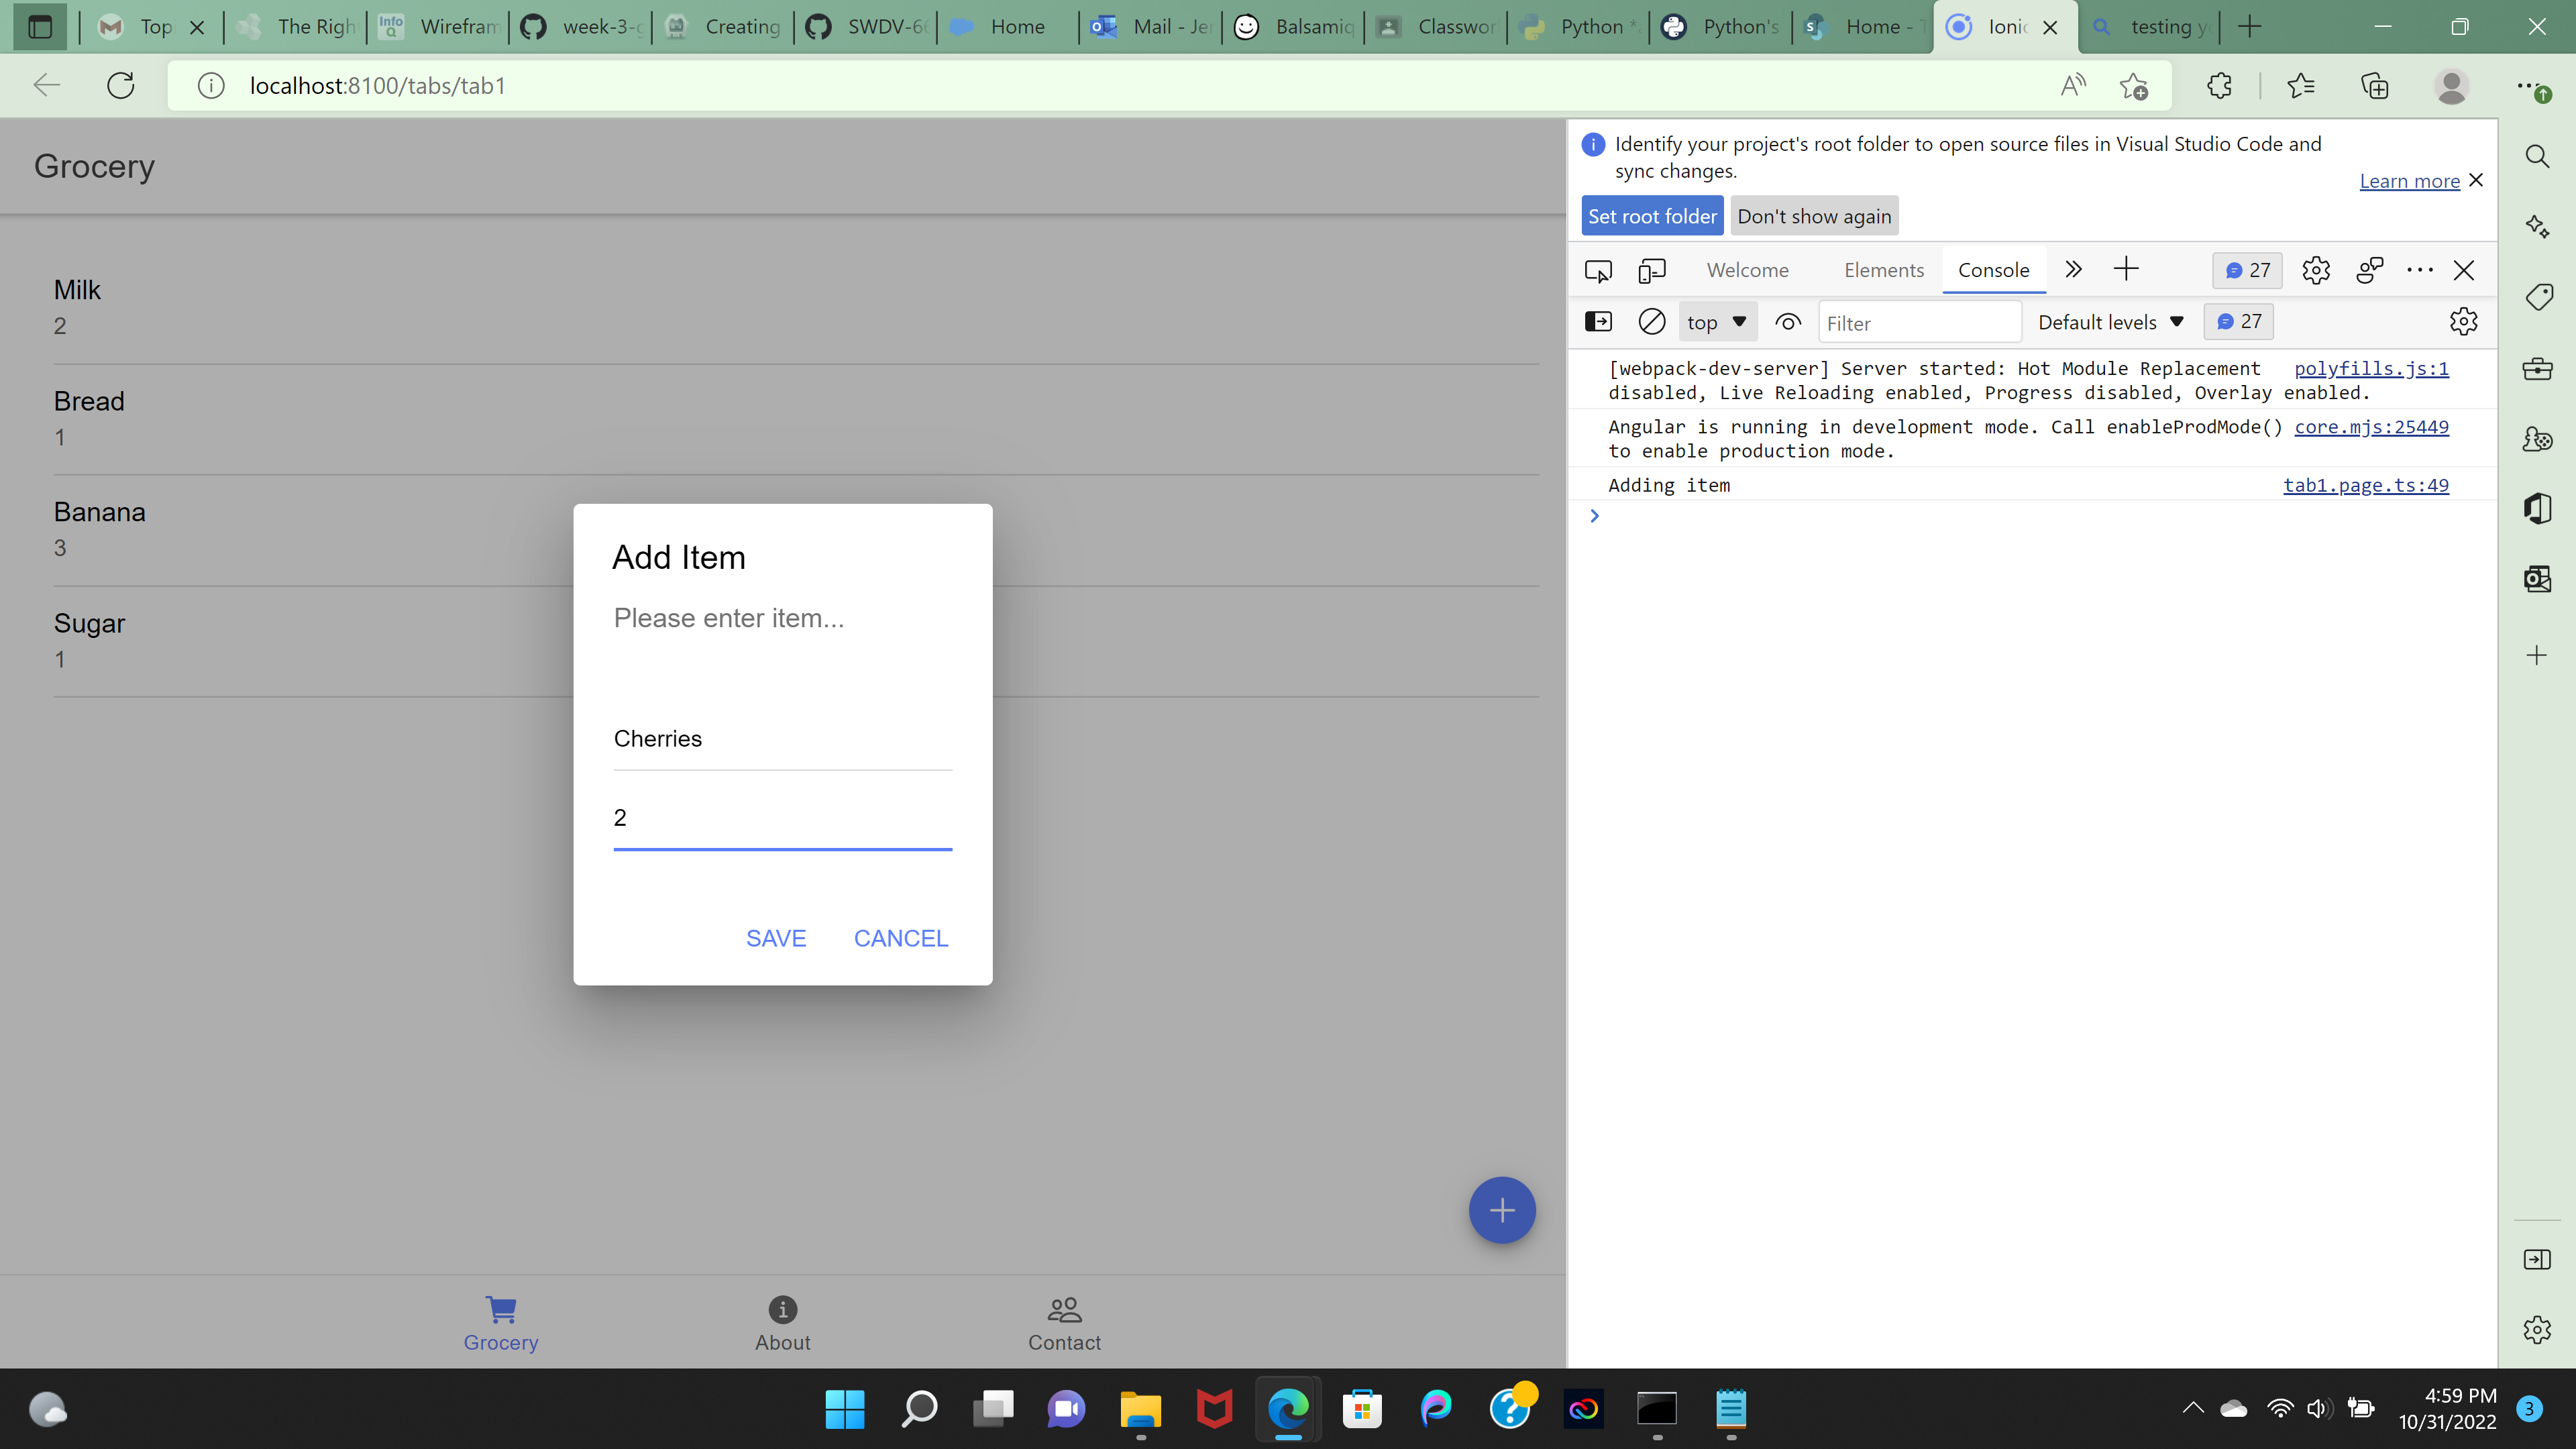 Top
The Righ
Info Q
Wirefram
week-3-g
Creating
SWDV-66
Home
Mail - Jer
Balsamiq
Classwor
Python *
Python's
Home - T
Ionic
testing yo
localhost:8100/tabs/tab1
Grocery
Milk
2
Bread
1
Banana
3
Sugar
1
Add Item
Please enter item...
Cherries
2
SAVE CANCEL
Grocery
About
Contact
Identify your project's root folder to open source files in Visual Studio Code and
sync changes.
Learn more
Set root folder
Don't show again
Welcome
Elements
Console
27
top
Filter
Default levels
27
[webpack-dev-server] Server started: Hot Module Replacement polyfills.js:1
disabled, Live Reloading enabled, Progress disabled, Overlay enabled.
Angular is running in development mode. Call enableProdMode() core.mjs:25449
to enable production mode.
Adding item tab1.page.ts:49
4:59 PM
10/31/2022
3